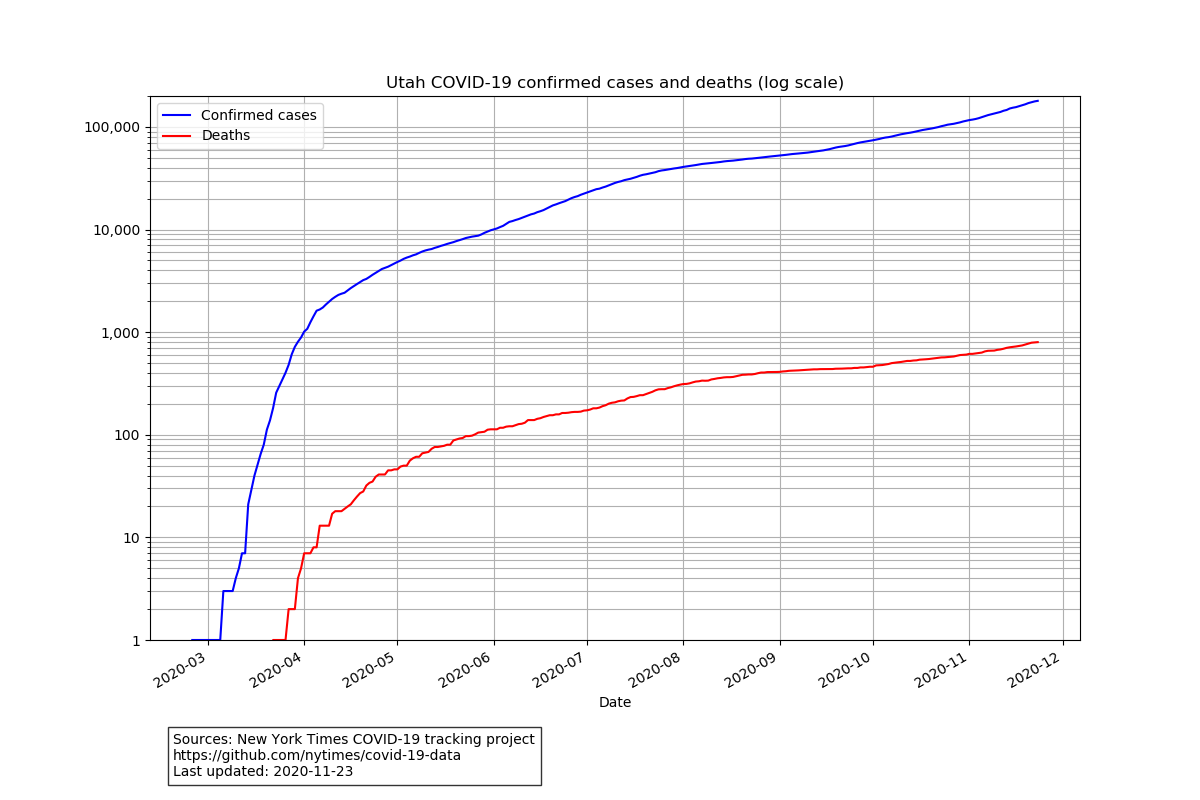 Utah COVID-19 confirmed cases and deaths (log scale)
Confirmed cases
Deaths
100,000
10,000
1,000
100
10
1
2020-03
2020-04
2020-05
2020-06
2020-07
2020-08
2020-09
2020-10
2020-11
2020-12
Date
Sources: New York Times COVID-19 tracking project
https://github.com/nytimes/covid-19-data
Last updated: 2020-11-23